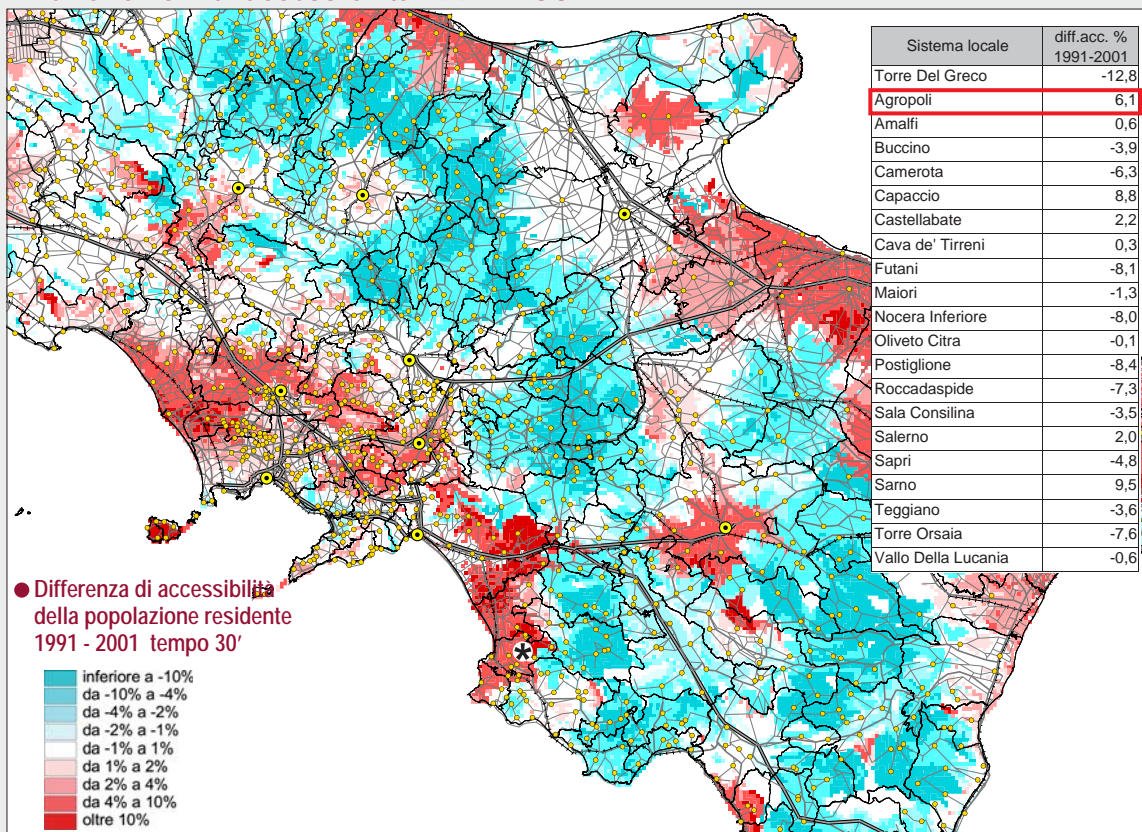 Sistema locale diff.acc. % 1991-2001
Torre Del Greco -12,8
Agropoli 6,1
Amalfi 0,6
Buccino -3,9
Camerota -6,3
Capaccio 8,8
Castellabate 2,2
Cava de' Tirreni 0,3
Futani -8,1
Maiori -1,3
Nocera Inferiore -8,0
Oliveto Citra -0,1
Postiglione -8,4
Roccadaspide -7,3
Sala Consilina -3,5
Salerno 2,0
Sapri -4,8
Sarno 9,5
Teggiano -3,6
Torre Orsaia -7,6
Vallo Della Lucania -0,6
Differenza di accessibilità
della popolazione residente
1991 - 2001 tempo 30'
inferiore a -10%
da -10% a -4%
da -4% a -2%
da -2% a -1%
da -1% a 1%
da 1% a 2%
da 2% a 4%
da 4% a 10%
oltre 10%